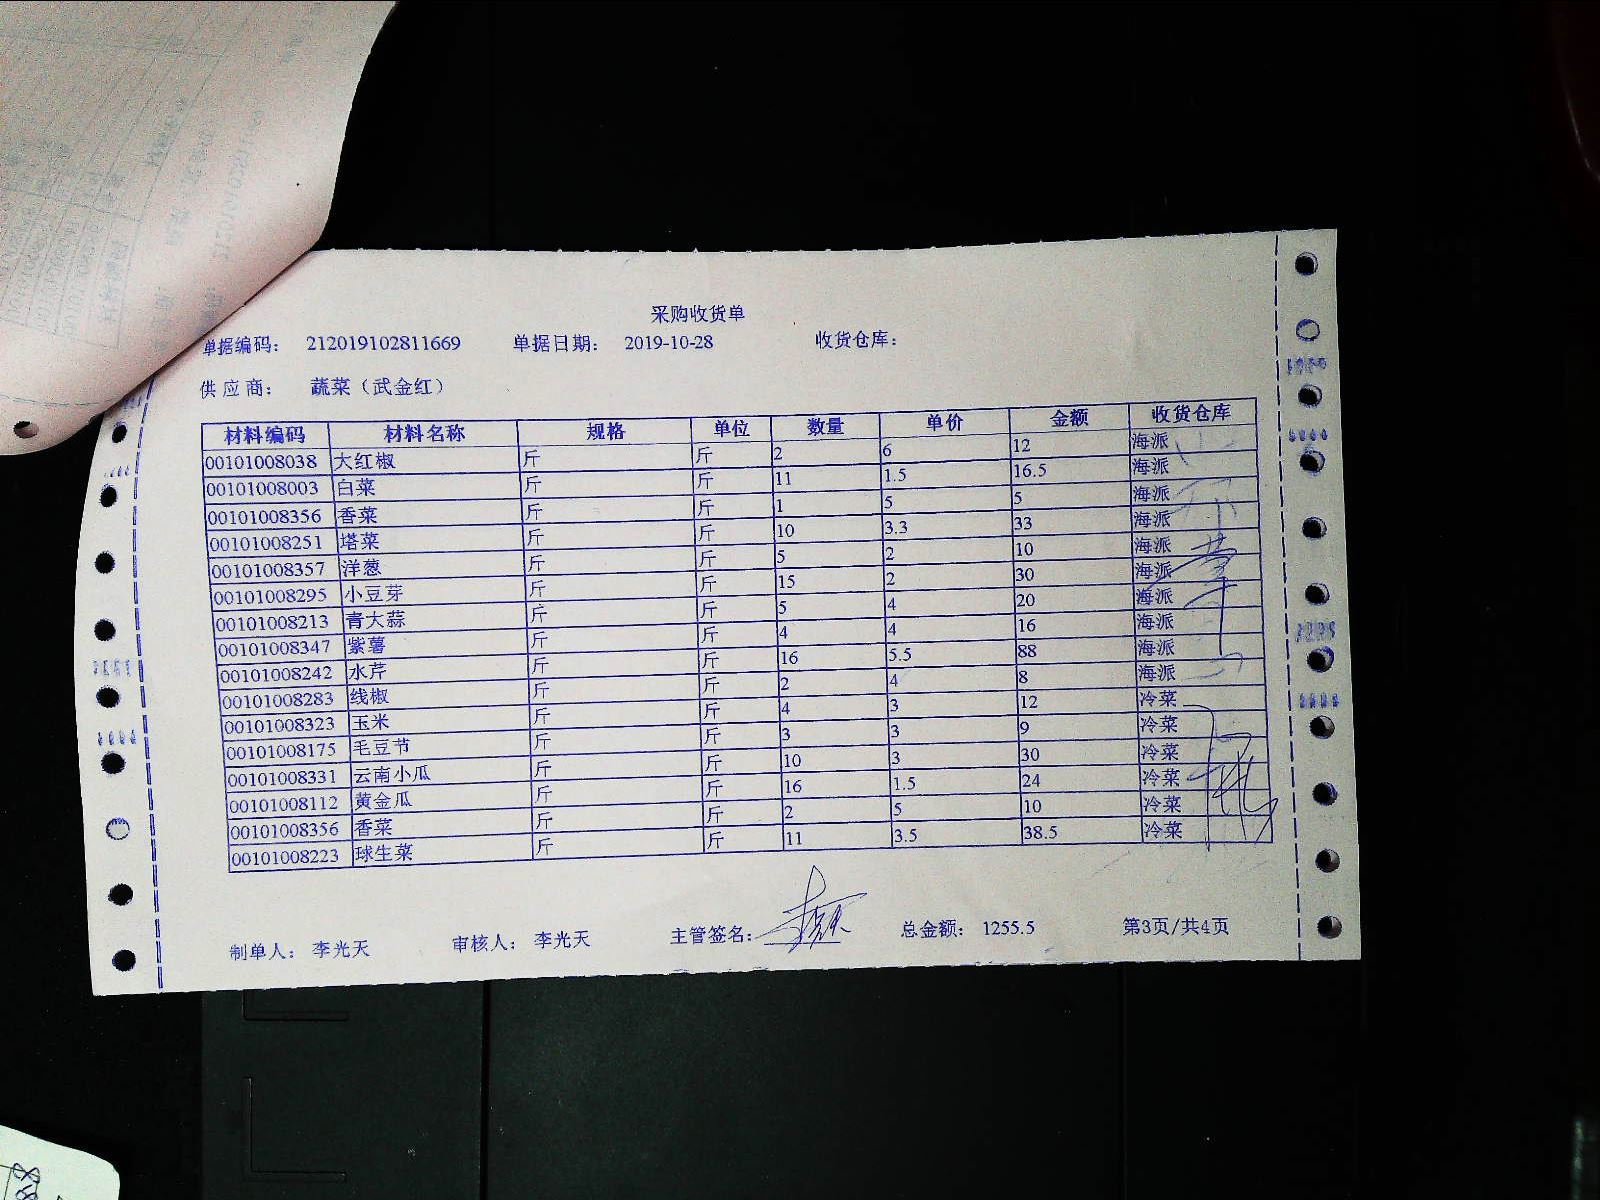 采购收货单
单据编码： 212019102811669 单据日期： 2019-10-28 收货仓库：
供应商： 蔬菜（武金红）
材料编码 材料名称 规格 单位 数量 单价 金额 收货仓库
00101008038 大红椒 斤 斤 2 6 12 海派
00101008003 白菜 斤 斤 11 1.5 16.5 海派
00101008356 香菜 斤 斤 1 5 5 海派
00101008251 塔菜 斤 斤 10 3.3 33 海派
00101008357 洋葱 斤 斤 5 2 10 海派
00101008295 小豆芽 斤 斤 15 2 30 海派
00101008213 青大蒜 斤 斤 5 4 20 海派
00101008347 紫薯 斤 斤 4 4 16 海派
00101008242 水芹 斤 斤 16 5.5 88 海派
00101008283 线椒 斤 斤 2 4 8 海派
00101008323 玉米 斤 斤 4 3 12 冷菜
00101008175 毛豆节 斤 斤 3 3 9 冷菜
00101008331 云南小瓜 斤 斤 10 3 30 冷菜
00101008112 黄金瓜 斤 斤 16 1.5 24 冷菜
00101008356 香菜 斤 斤 2 5 10 冷菜
00101008223 球生菜 斤 斤 11 3.5 38.5 冷菜
制单人： 李光天 审核人： 李光天 主管签名： 总金额： 1255.5 第3页/共4页